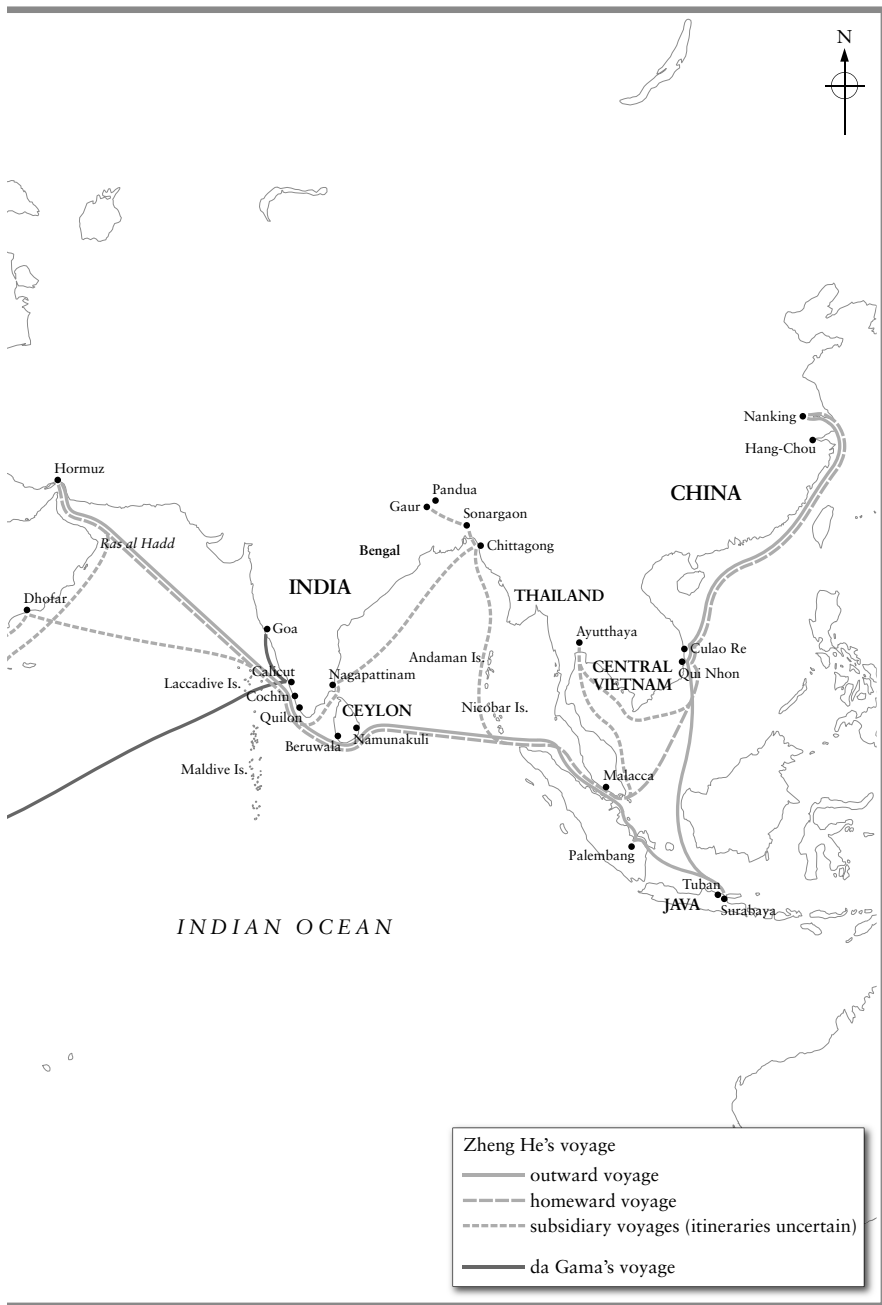 N
Nanking
Hang-Chou
Hormuz
CHINA
Pandua
Gaur
Sonargaon
Ras al Hadd
Chittagong
Bengal
INDIA
THAILAND
Dhofar
Goa
Ayutthaya
Culao Re
Andaman Is.
CENTRAL
VIETNAM
Qui Nhon
Calicut
Nagapattinam
Laccadive Is.
Cochin
Quilon
CEYLON
Nicobar Is.
Beruwala
Namunakuli
Maldive Is.
Malacca
Palembang
Tuban
JAVA
Surabaya
INDIAN OCEAN
Zheng He’s voyage
outward voyage
homeward voyage
subsidiary voyages (itineraries uncertain)
da Gama’s voyage